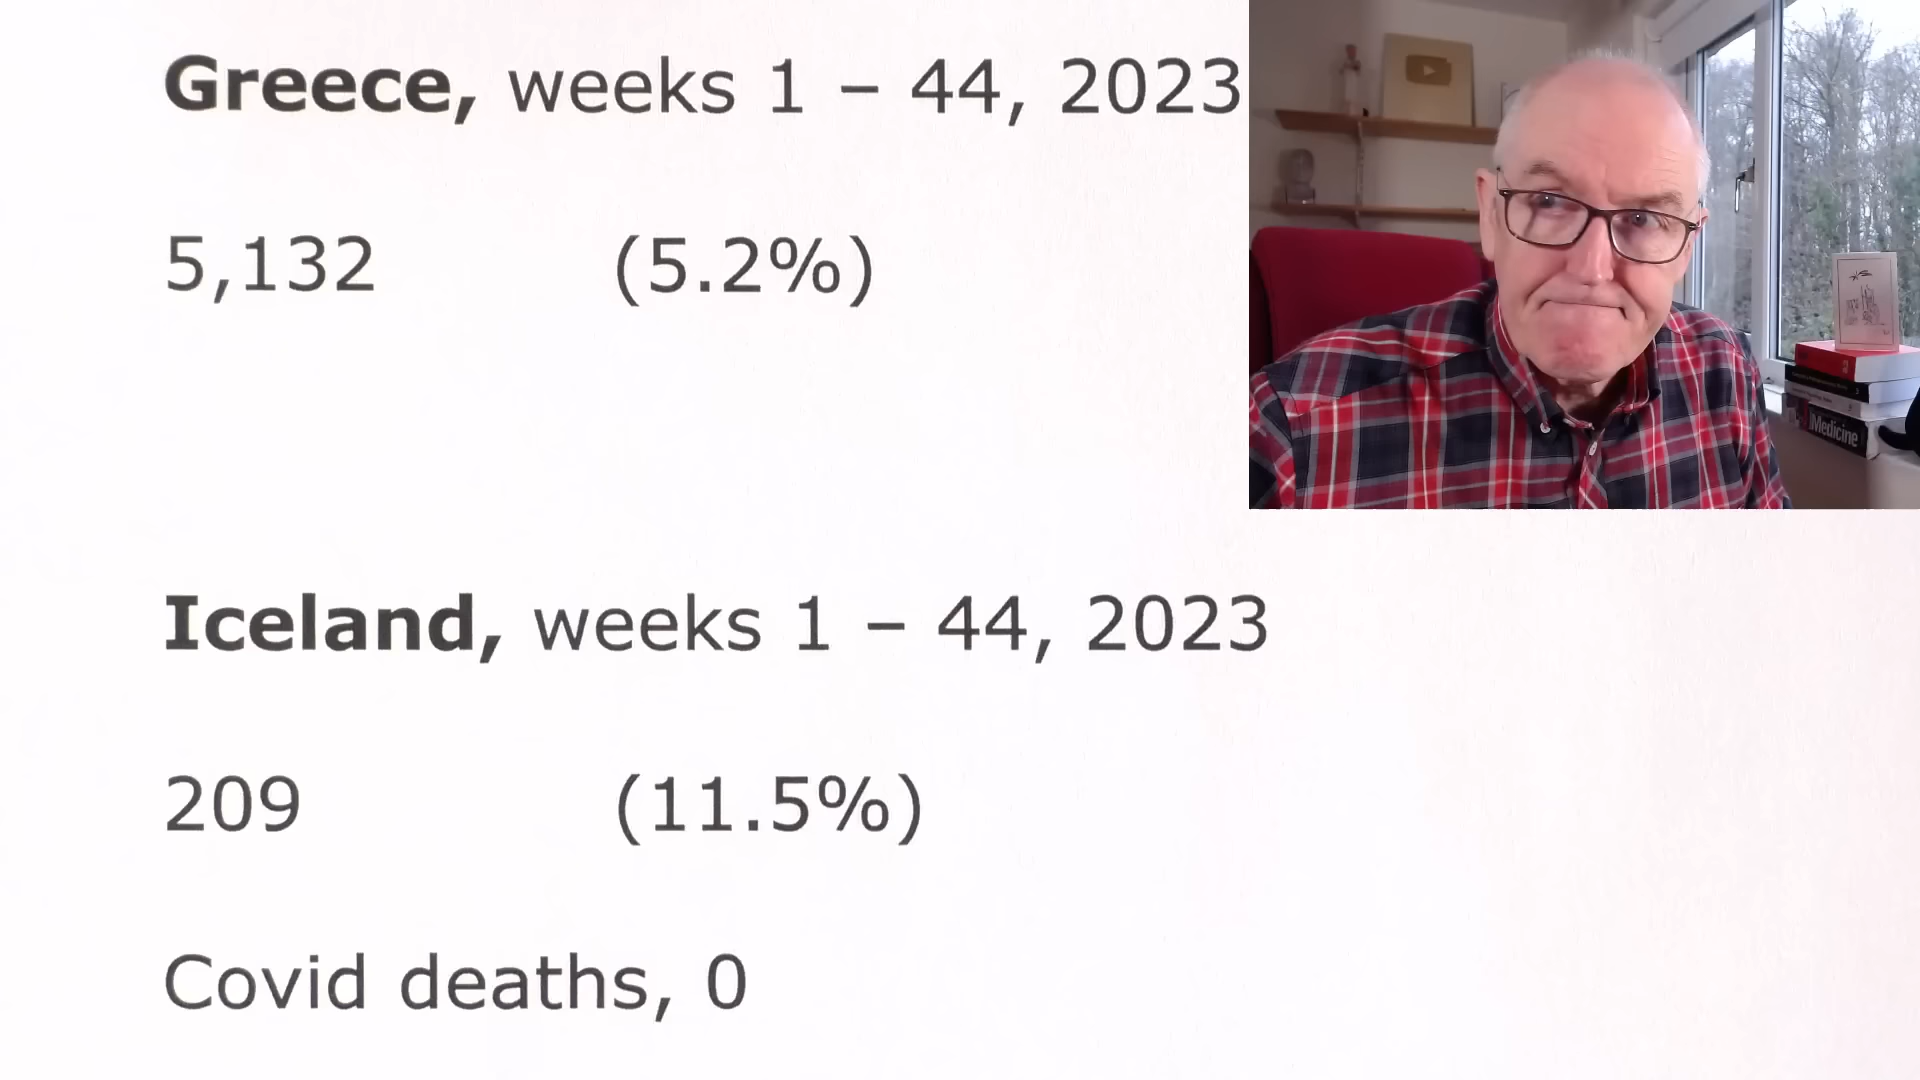 Greece, weeks 1 – 44, 2023
5,132 (5.2%)
Iceland, weeks 1 – 44, 2023
209 (11.5%)
Covid deaths, 0
Medicine